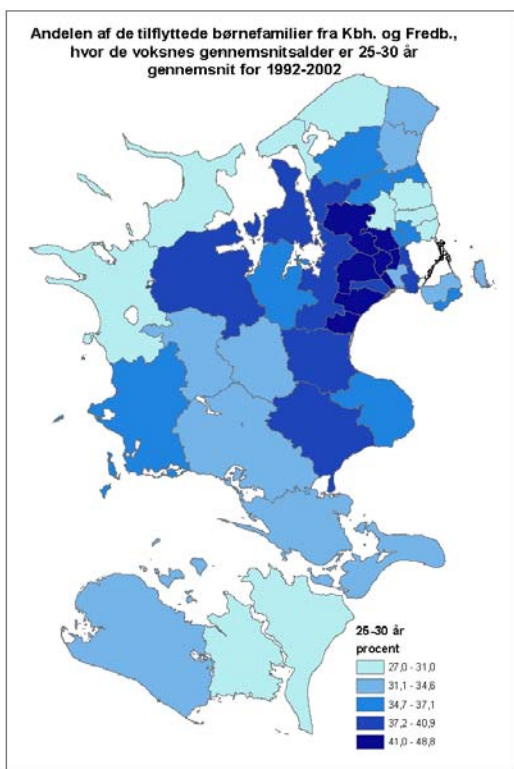 Andelen af de tilflyttede børnefamilier fra Kbh. og Fredb.,
hvor de voksnes gennemsnitsalder er 25-30 år
gennemsnit for 1992-2002
25-30 år
procent
27,0 - 31,0
31,1 - 34,6
34,7 - 37,1
37,2 - 40,9
41,0 - 48,8